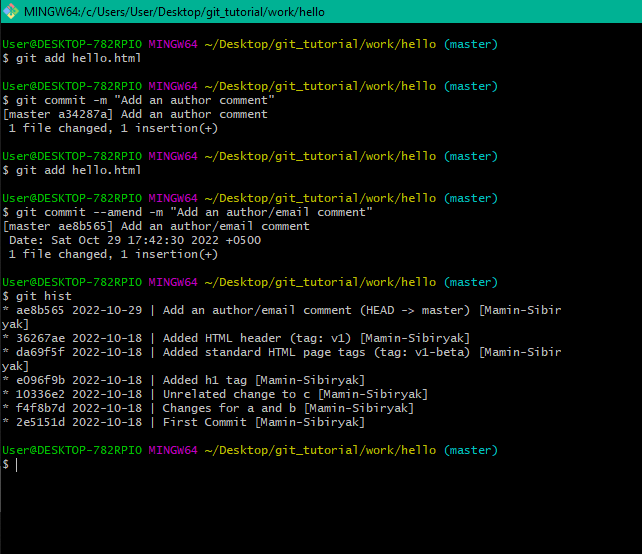 MINGW64:/c/Users/User/Desktop/git_tutorial/work/hello
User@DESKTOP-782RPIO MINGW64 ~/Desktop/git_tutorial/work/hello (master)
$ git add hello.html
User@DESKTOP-782RPIO MINGW64 ~/Desktop/git_tutorial/work/hello (master)
$ git commit -m "Add an author comment"
[master a34287a] Add an author comment
 1 file changed, 1 insertion(+)
User@DESKTOP-782RPIO MINGW64 ~/Desktop/git_tutorial/work/hello (master)
$ git add hello.html
User@DESKTOP-782RPIO MINGW64 ~/Desktop/git_tutorial/work/hello (master)
$ git commit --amend -m "Add an author/email comment"
[master ae8b565] Add an author/email comment
 Date: Sat Oct 29 17:42:30 2022 +0500
 1 file changed, 1 insertion(+)
User@DESKTOP-782RPIO MINGW64 ~/Desktop/git_tutorial/work/hello (master)
$ git hist
* ae8b565 2022-10-29 | Add an author/email comment (HEAD -> master) [Mamin-Sibir
yak]
* 36267ae 2022-10-18 | Added HTML header (tag: v1) [Mamin-Sibiryak]
* da69f5f 2022-10-18 | Added standard HTML page tags (tag: v1-beta) [Mamin-Sibir
yak]
* e096f9b 2022-10-18 | Added h1 tag [Mamin-Sibiryak]
* 10336e2 2022-10-18 | Unrelated change to c [Mamin-Sibiryak]
* f4f8b7d 2022-10-18 | Changes for a and b [Mamin-Sibiryak]
* 2e5151d 2022-10-18 | First Commit [Mamin-Sibiryak]
User@DESKTOP-782RPIO MINGW64 ~/Desktop/git_tutorial/work/hello (master)
$